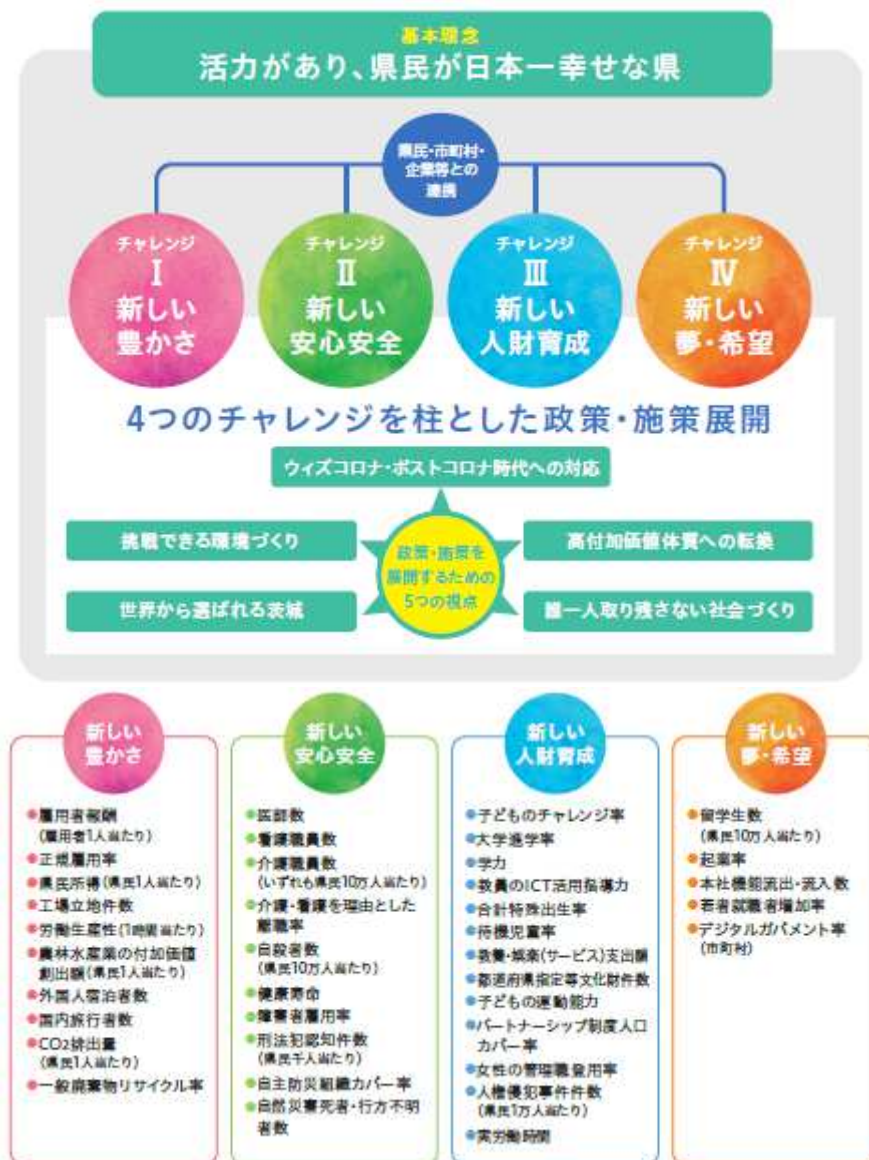 基本理念
活力があり、県民が日本一幸せな県
県民・市町村・
企業等との
連携
チャレンジ
Ⅰ
新しい
豊かさ
チャレンジ
Ⅱ
新しい
安心安全
チャレンジ
Ⅲ
新しい
人財育成
チャレンジ
Ⅳ
新しい
夢・希望
4つのチャレンジを柱とした政策・施策展開
ウィズコロナ・ポストコロナ時代への対応
挑戦できる環境づくり
高付加価値体質への転換
政策・施策を
展開するための
5つの視点
世界から選ばれる茨城
誰一人取り残さない社会づくり
新しい
豊かさ
●雇用者報酬
(雇用者1人当たり)
●正規雇用率
●県民所得(県民1人当たり)
●工場立地件数
●労働生産性(1時間当たり)
●農林水産業の付加価値
創出額(県民1人当たり)
●外国人宿泊者数
●国内旅行者数
●CO2排出量
(県民1人当たり)
●一般廃棄物リサイクル率
新しい
安心安全
●医師数
●看護職員数
●介護職員数
(いずれも県民10万人当たり)
●介護・看護を理由とした
離職率
●自殺者数
(県民10万人当たり)
●健康寿命
●障害者雇用率
●刑法犯認知件数
(県民千人当たり)
●自主防災組織カバー率
●自然災害死者・行方不明
者数
新しい
人財育成
●子どものチャレンジ率
●大学進学率
●学力
●教員のICT活用指導力
●合計特殊出生率
●待機児童率
●教養・娯楽(サービス)支出額
●都道府県指定等文化財件数
●子どもの運動能力
●パートナーシップ制度人口
カバー率
●女性の管理職登用率
●人権侵犯事件件数
(県民1万人当たり)
●実労働時間
新しい
夢・希望
●留学生数
(県民10万人当たり)
●起業率
●本社機能流出・流入数
●若者就職者増加率
●デジタルガバメント率
(市町村)